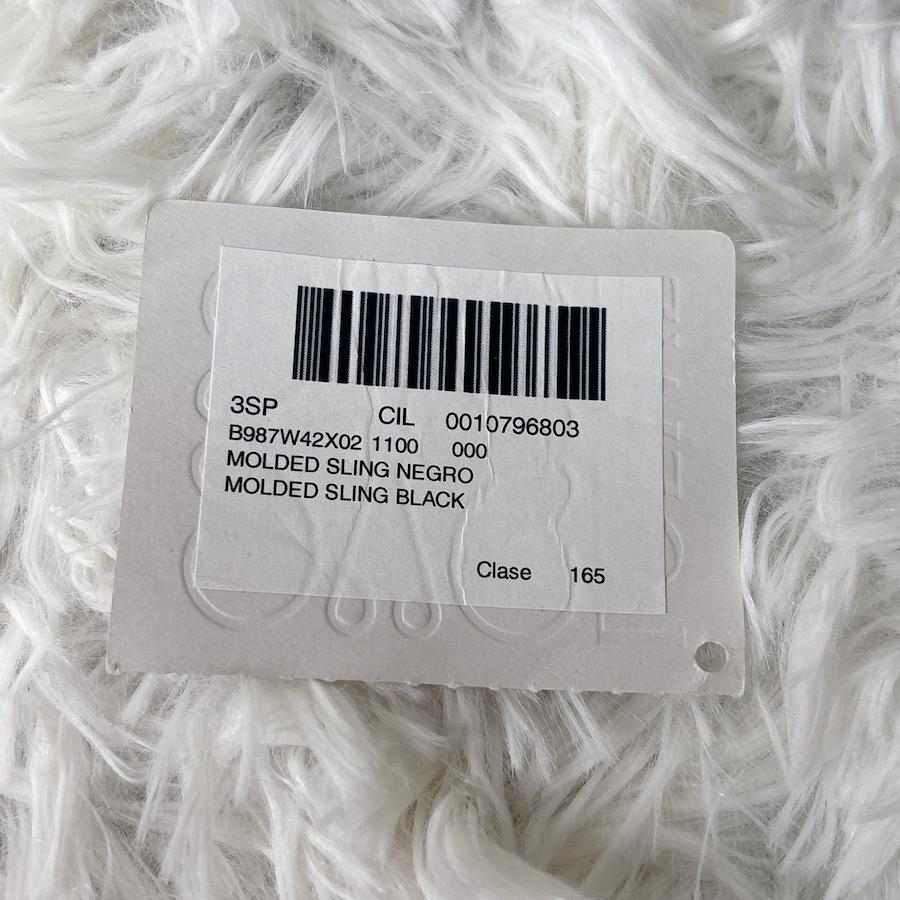 3SP CIL 0010796803
B987W42X02 1100 000
MOLDED SLING NEGRO
MOLDED SLING BLACK
Clase 165